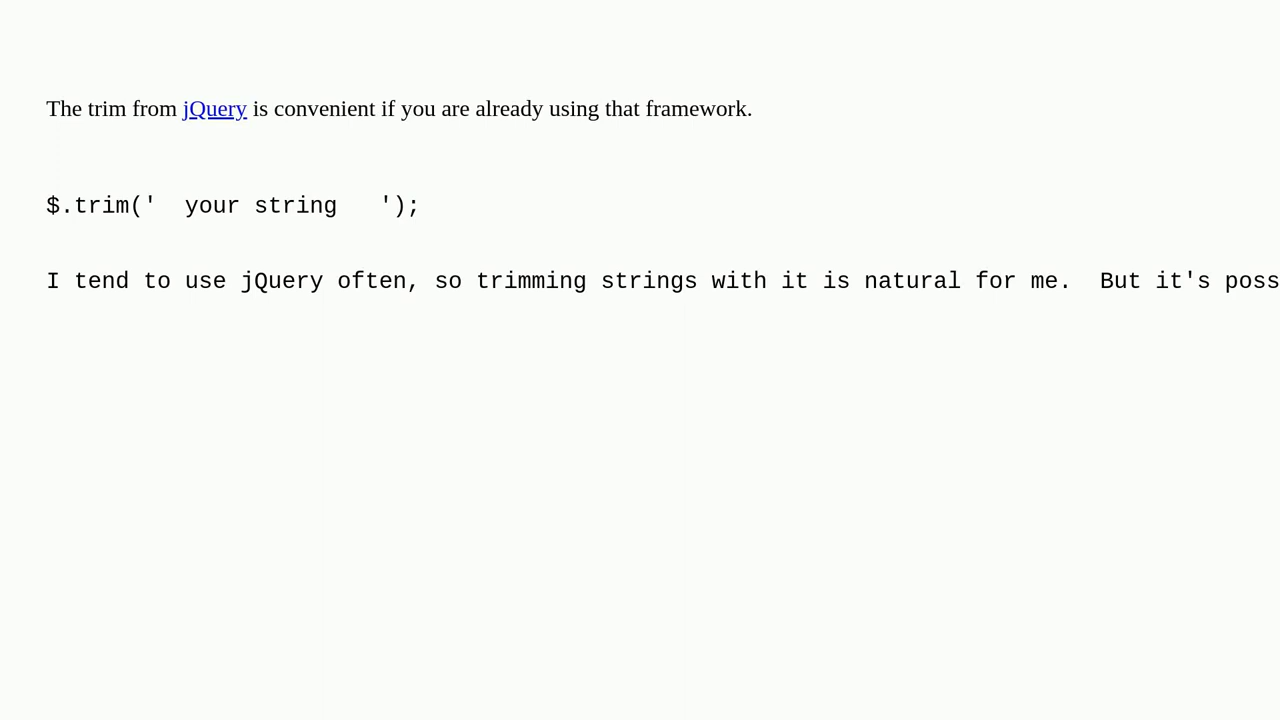 The trim from jQuery is convenient if you are already using that framework.
$.trim('  your string   ');
I tend to use jQuery often, so trimming strings with it is natural for me.  But it's poss